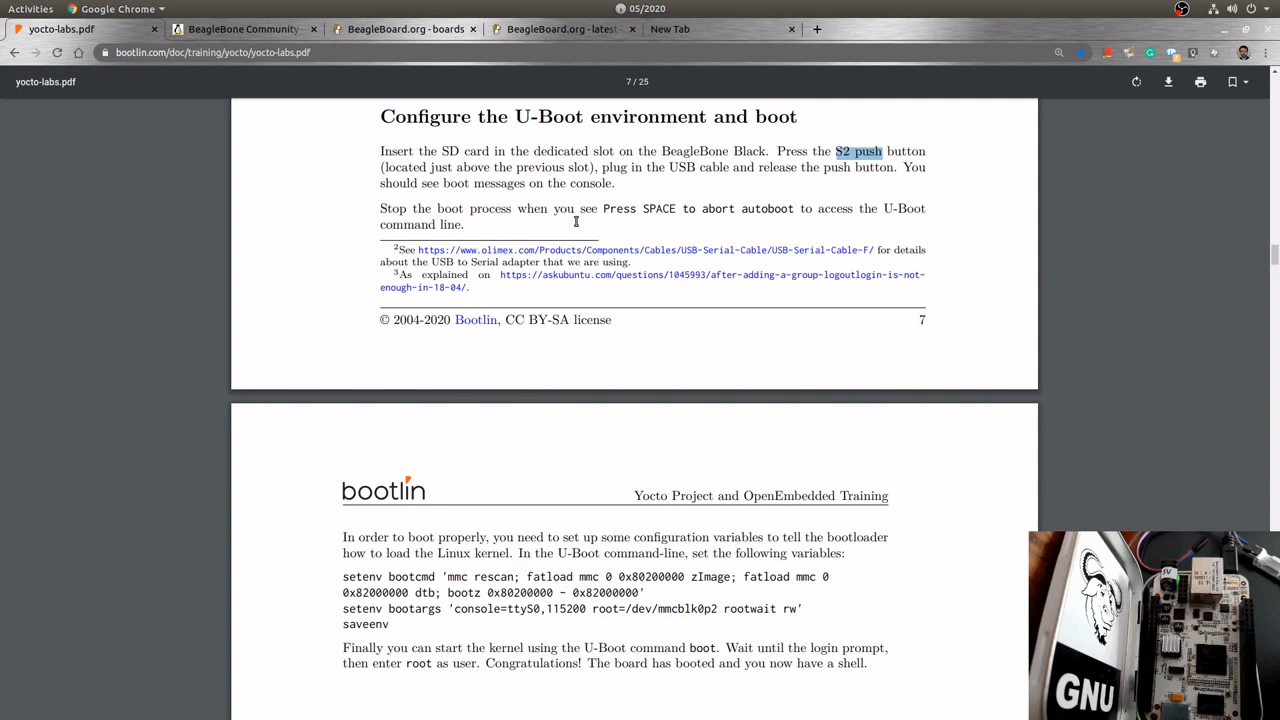 Activities
Google Chrome
05/2020
yocto-labs.pdf
BeagleBone Community
BeagleBoard.org - boards
BeagleBoard.org - latest-
New Tab
bootlin.com/doc/training/yocto/yocto-labs.pdf
yocto-labs.pdf
7 / 25
Configure the U-Boot environment and boot
Insert the SD card in the dedicated slot on the BeagleBone Black. Press the S2 push button
(located just above the previous slot), plug in the USB cable and release the push button. You
should see boot messages on the console.
Stop the boot process when you see Press SPACE to abort autoboot to access the U-Boot
command line.
2See https://www.olimex.com/Products/Components/Cables/USB-Serial-Cable/USB-Serial-Cable-F/ for details
about the USB to Serial adapter that we are using.
3As explained on https://askubuntu.com/questions/1045993/after-adding-a-group-logoutlogin-is-not-
enough-in-18-04/.
© 2004-2020 Bootlin, CC BY-SA license
7
bootlin
Yocto Project and OpenEmbedded Training
In order to boot properly, you need to set up some configuration variables to tell the bootloader
how to load the Linux kernel. In the U-Boot command-line, set the following variables:
setenv bootcmd 'mmc rescan; fatload mmc 0 0x80200000 zImage; fatload mmc 0
0x82000000 dtb; bootz 0x80200000 - 0x82000000'
setenv bootargs 'console=ttyS0,115200 root=/dev/mmcblk0p2 rootwait rw'
saveenv
Finally you can start the kernel using the U-Boot command boot. Wait until the login prompt,
then enter root as user. Congratulations! The board has booted and you now have a shell.
5V
GNU